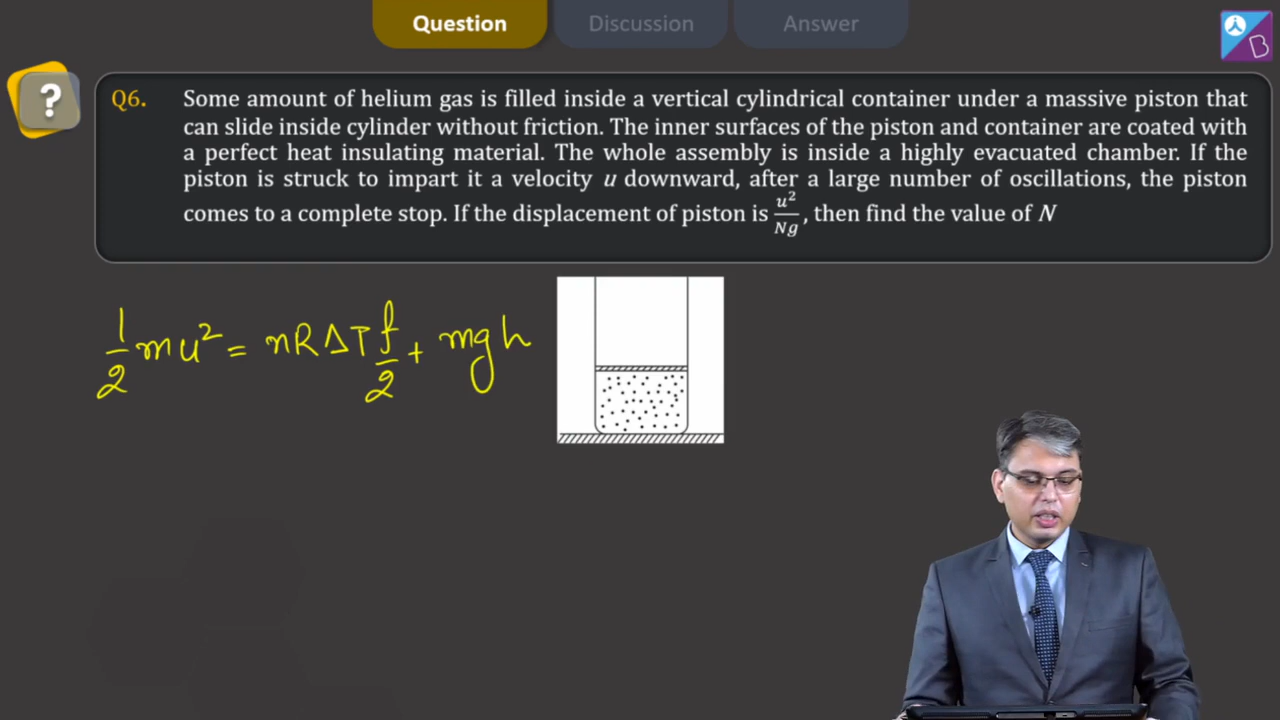 Question
Discussion
Answer
?
Q6. Some amount of helium gas is filled inside a vertical cylindrical container under a massive piston that
can slide inside cylinder without friction. The inner surfaces of the piston and container are coated with
a perfect heat insulating material. The whole assembly is inside a highly evacuated chamber. If the
piston is struck to impart it a velocity u downward, after a large number of oscillations, the piston
comes to a complete stop. If the displacement of piston is u²/Ng, then find the value of N
1/2 mu² = nRΔT f/2 + mgh
B